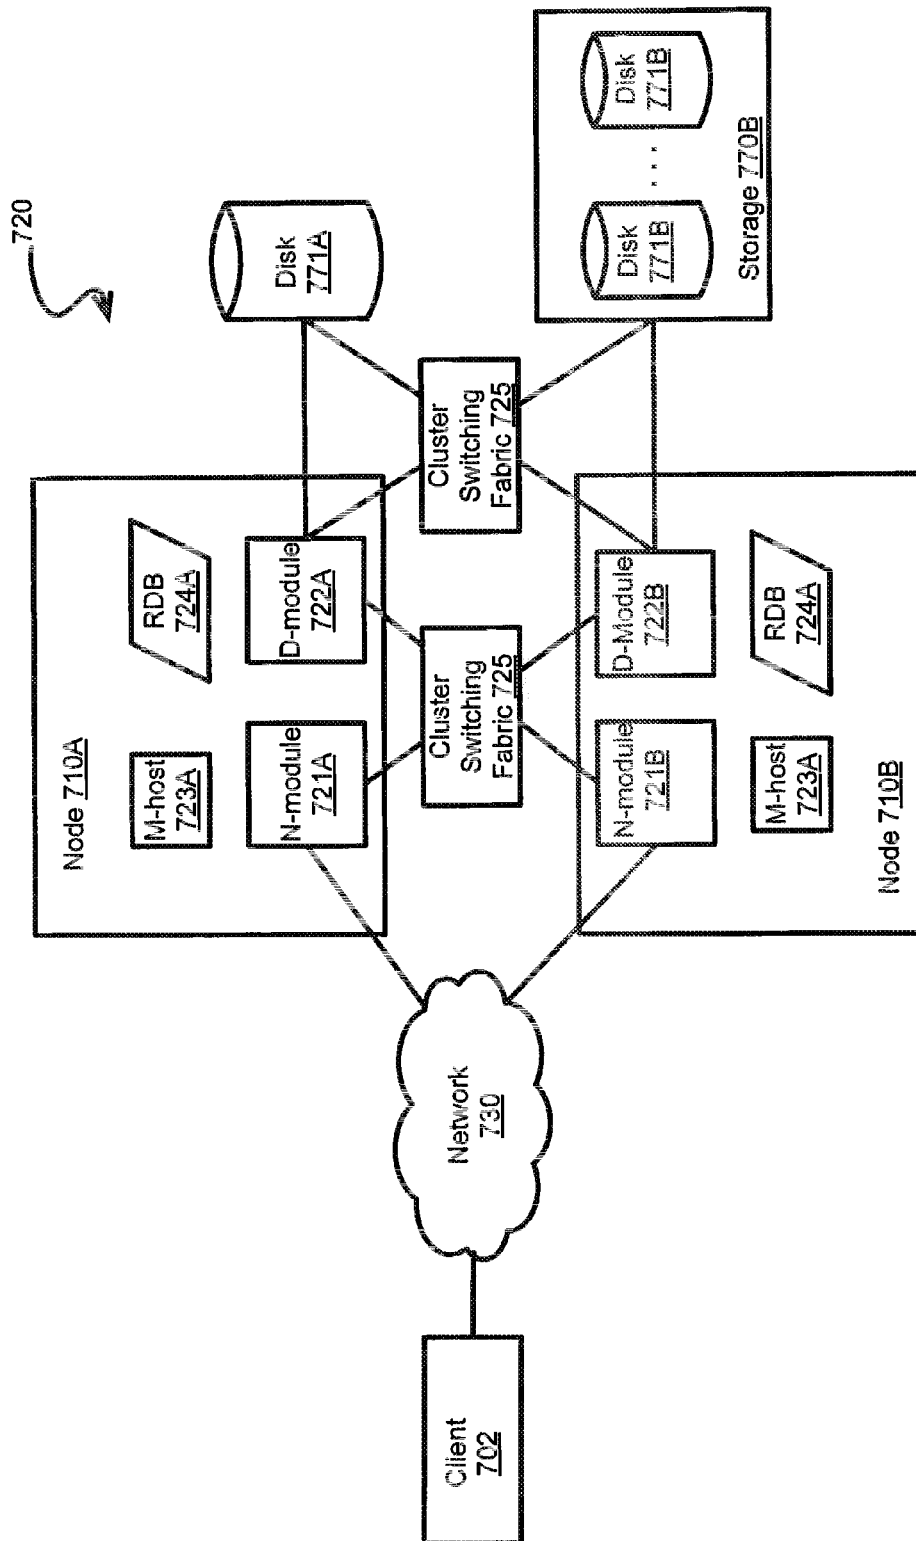 720
Node 710A
M-host
723A
RDB
724A
N-module
721A
D-module
722A
Disk
771A
Client
702
Network
730
Cluster
Switching
Fabric 725
Cluster
Switching
Fabric 725
N-module
721B
D-Module
722B
M-host
723A
RDB
724A
Node 710B
Disk
771B
. . .
Disk
771B
Storage 770B